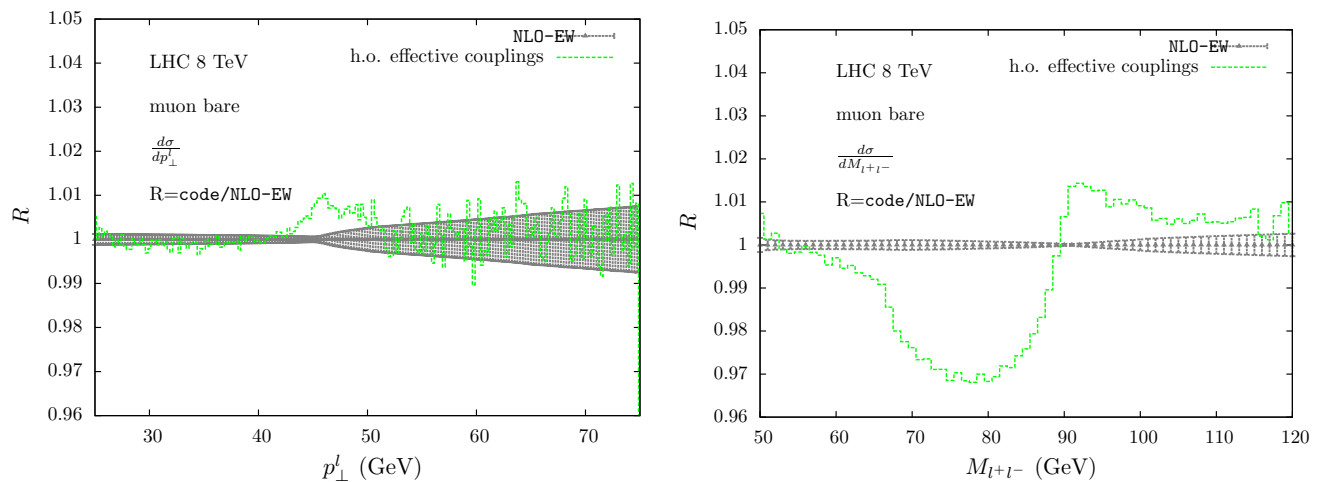 1.05
1.04
1.03
1.02
1.01
1
0.99
0.98
0.97
0.96
R
NLO-EW
h.o. effective couplings
LHC 8 TeV
muon bare
dσ
dp⊥^l
R=code/NLO-EW
30 40 50 60 70
p⊥^l (GeV)
1.05
1.04
1.03
1.02
1.01
1
0.99
0.98
0.97
0.96
R
NLO-EW
h.o. effective couplings
LHC 8 TeV
muon bare
dσ
dM_{l+l−}
R=code/NLO-EW
50 60 70 80 90 100 110 120
M_{l+l−} (GeV)